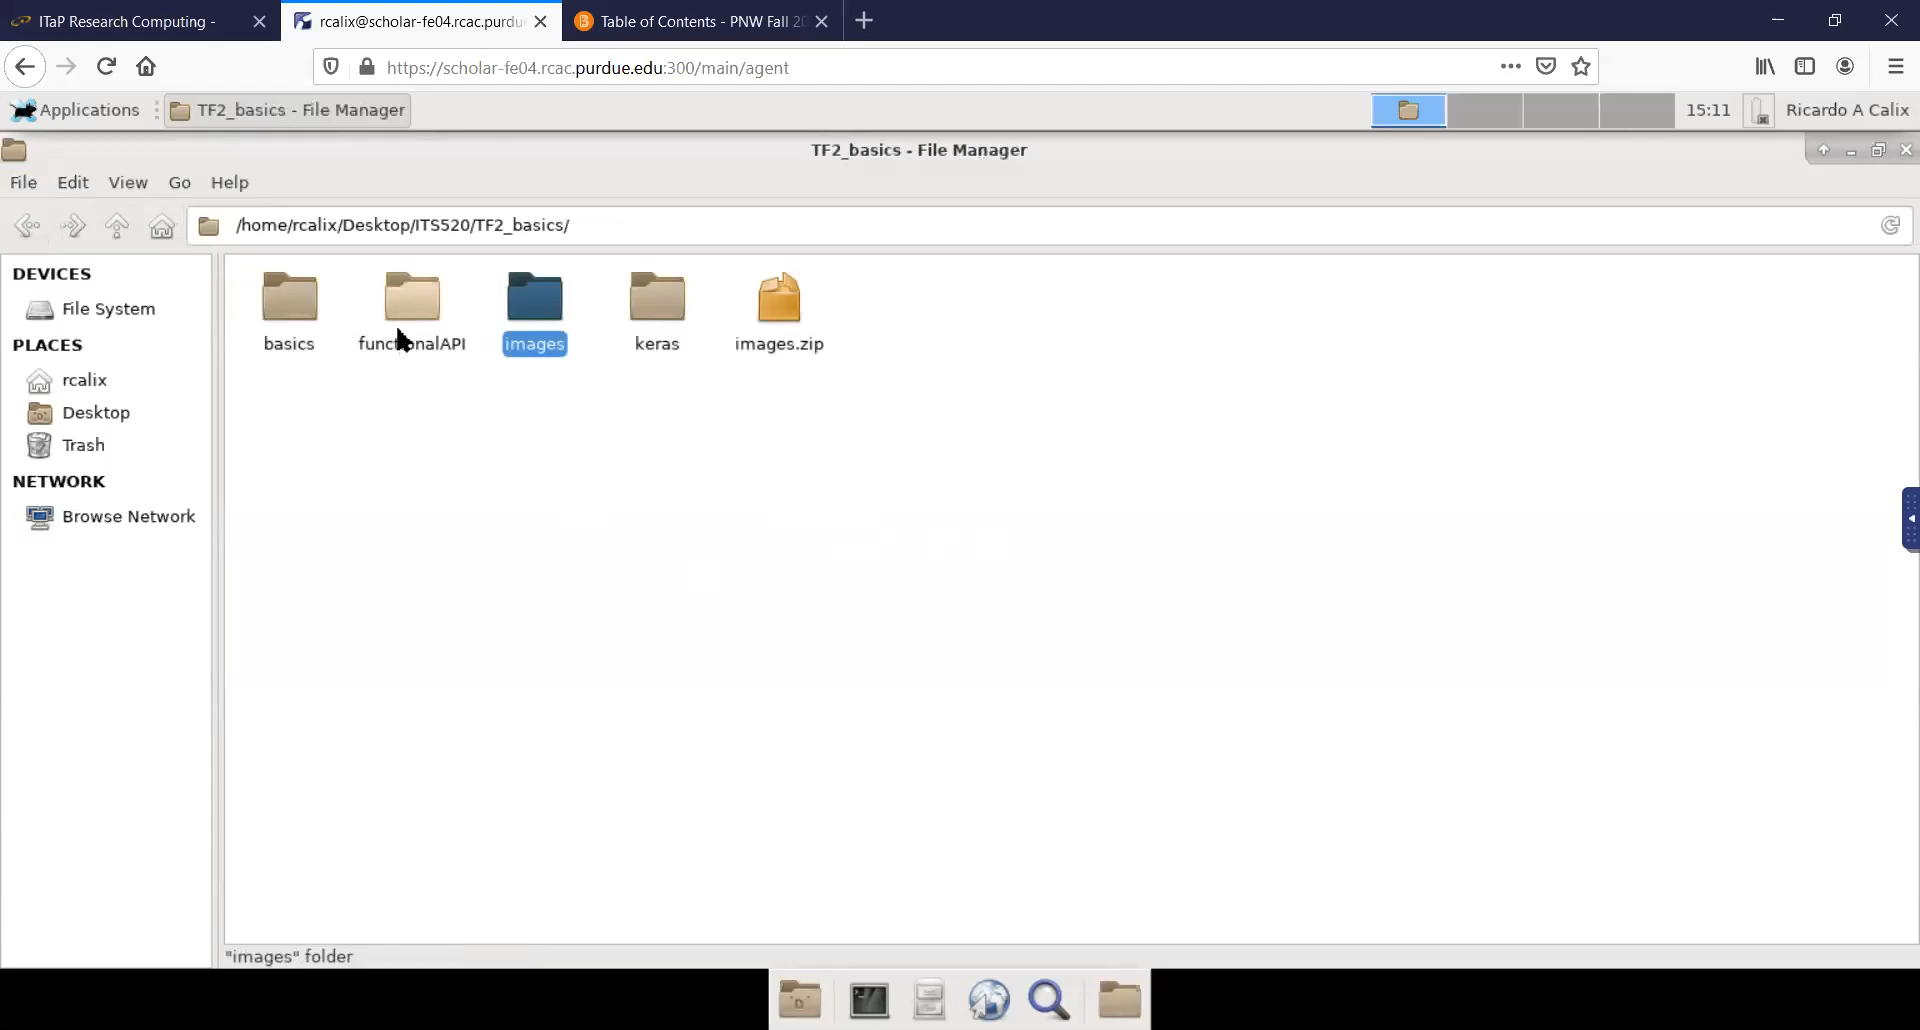 ITaP Research Computing -
rcalix@scholar-fe04.rcac.purdu
Table of Contents - PNW Fall 20
https://scholar-fe04.rcac.purdue.edu:300/main/agent
Applications
TF2_basics - File Manager
15:11
Ricardo A Calix
TF2_basics - File Manager
File Edit View Go Help
/home/rcalix/Desktop/ITS520/TF2_basics/
DEVICES
File System
PLACES
rcalix
Desktop
Trash
NETWORK
Browse Network
basics
functionalAPI
images
keras
images.zip
"images" folder